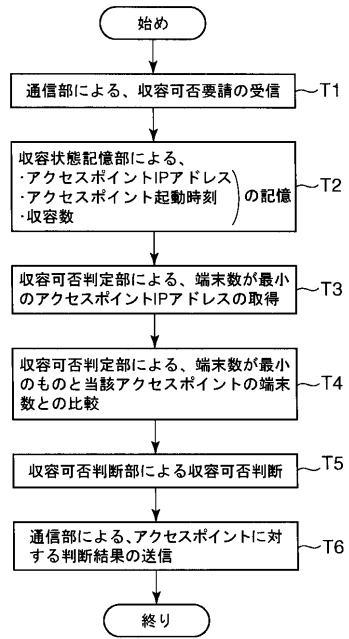 始め
通信部による、収容可否要請の受信
T1
収容状態記憶部による、
・アクセスポイントIPアドレス
・アクセスポイント起動時刻
・収容数
の記憶
T2
収容可否判定部による、端末数が最小
のアクセスポイントIPアドレスの取得
T3
収容可否判定部による、端末数が最小
のものと当該アクセスポイントの端末
数との比較
T4
収容可否判断部による収容可否判断
T5
通信部による、アクセスポイントに対
する判断結果の送信
T6
終り